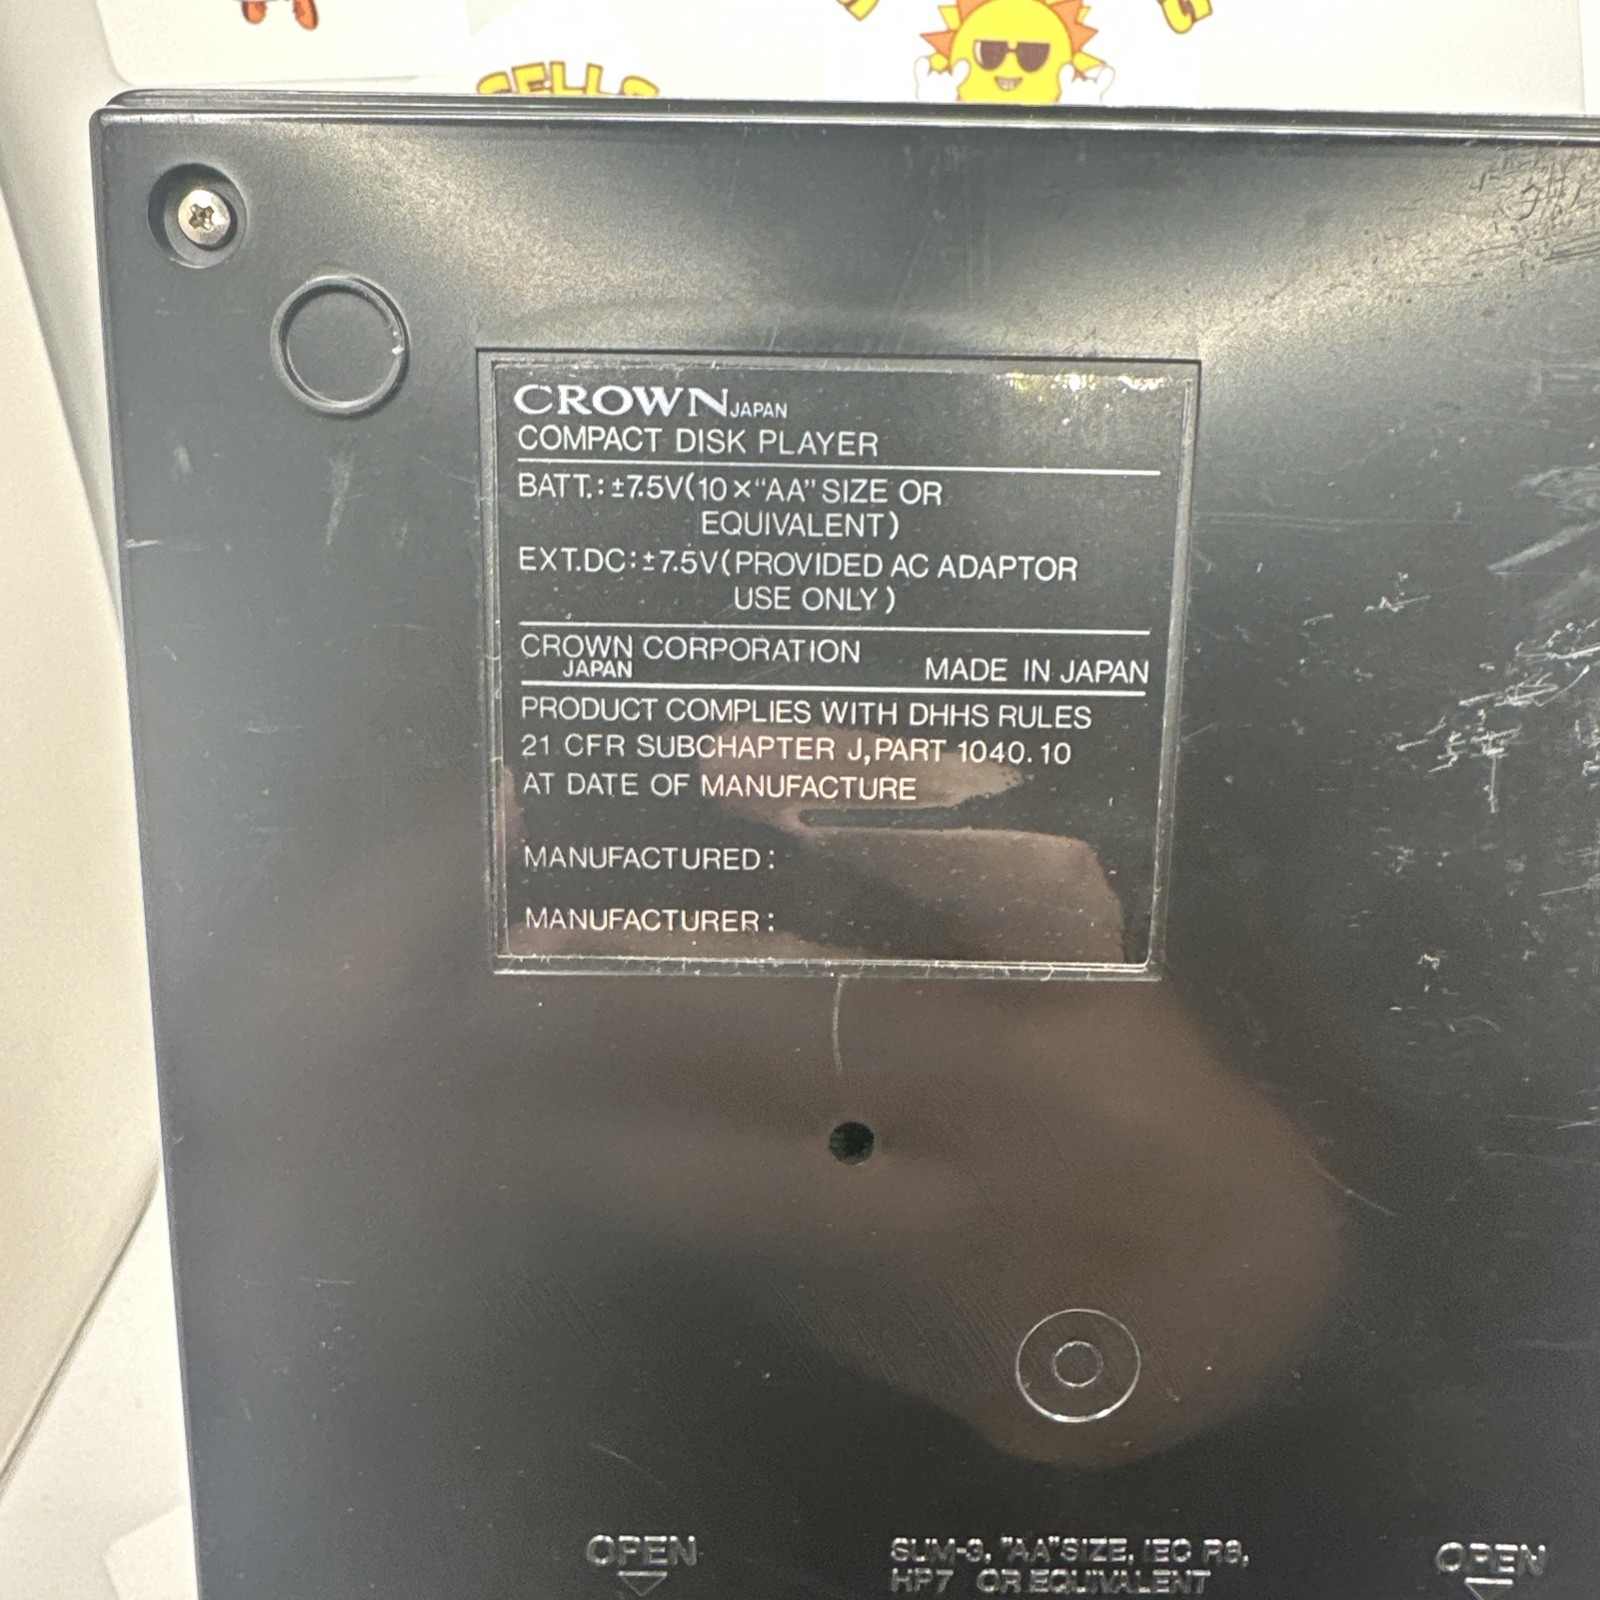 SELLS
CROWN JAPAN
COMPACT DISK PLAYER
BATT.: ±7.5V(10×"AA" SIZE OR
EQUIVALENT)
EXT.DC: ±7.5V(PROVIDED AC ADAPTOR
USE ONLY)
CROWN CORPORATION
JAPAN MADE IN JAPAN
PRODUCT COMPLIES WITH DHHS RULES
21 CFR SUBCHAPTER J, PART 1040.10
AT DATE OF MANUFACTURE
MANUFACTURED:
MANUFACTURER:
OPEN
SUM-3, "AA"SIZE, IEC R6,
HP7 OR EQUIVALENT
OPEN